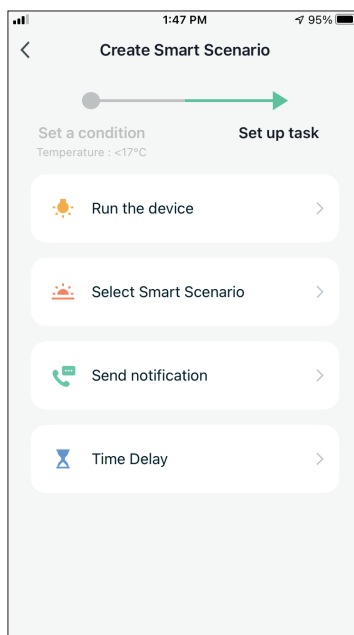 1:47 PM 95%
Create Smart Scenario
Set a condition Set up task
Temperature : <17°C
Run the device
Select Smart Scenario
Send notification
Time Delay